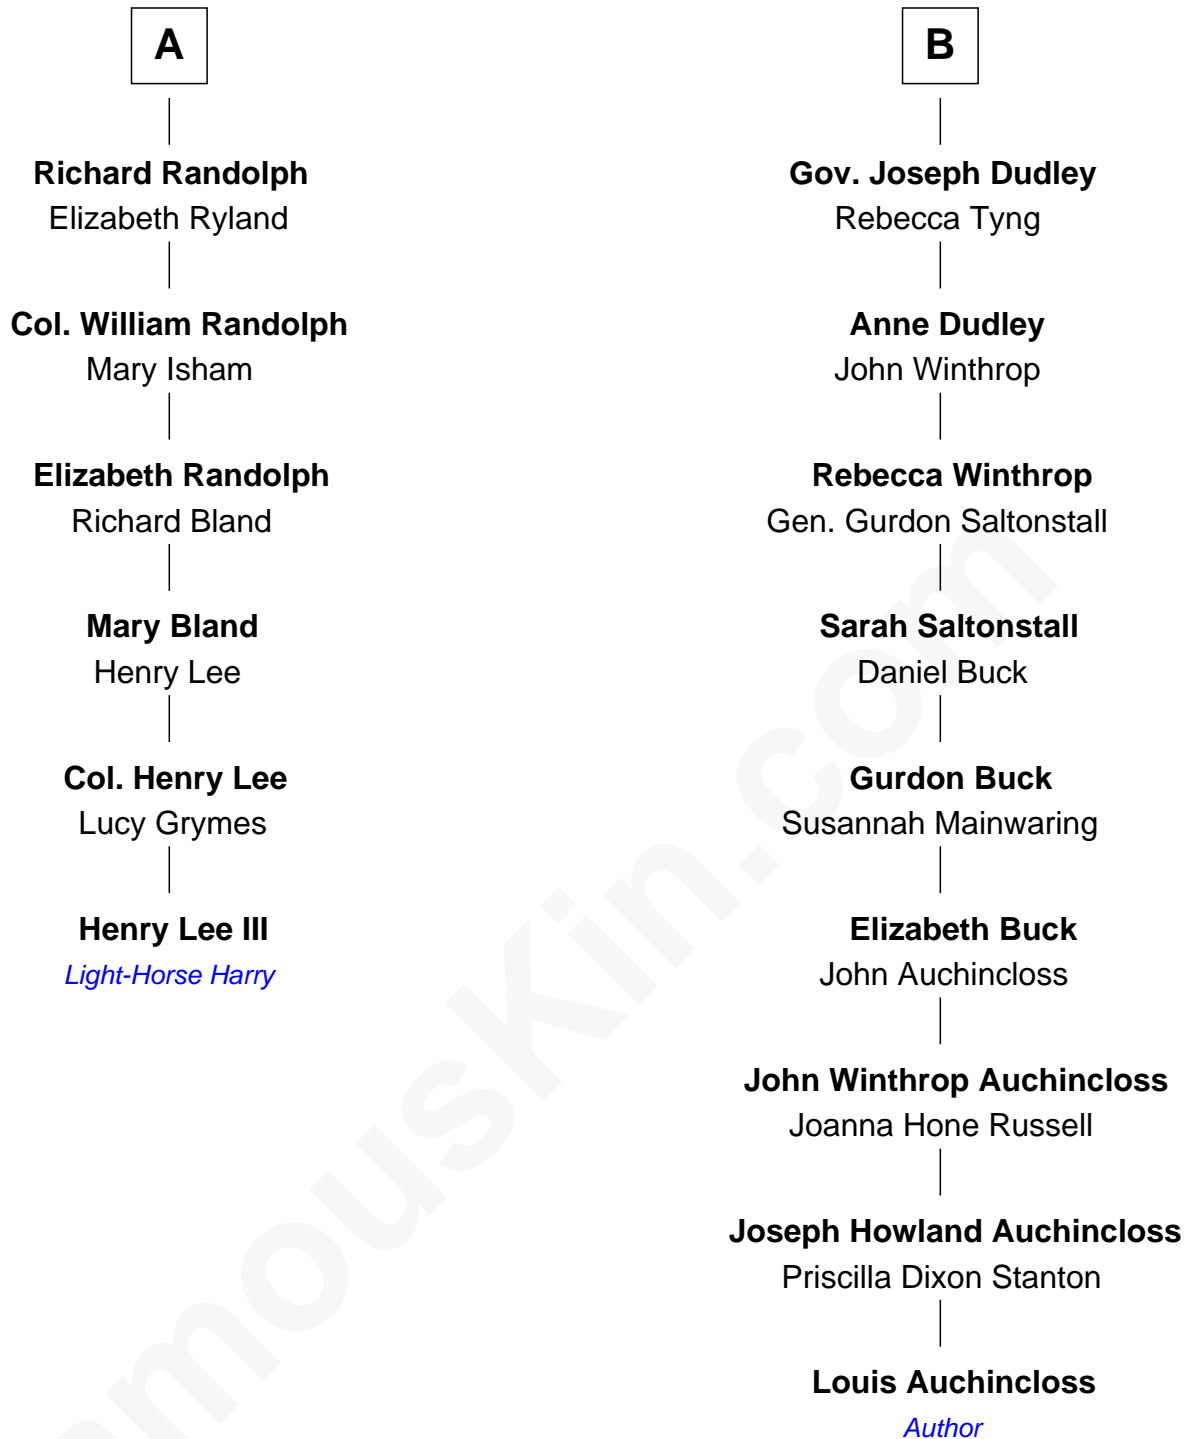 A
Richard Randolph
Elizabeth Ryland
Col. William Randolph
Mary Isham
Elizabeth Randolph
Richard Bland
Mary Bland
Henry Lee
Col. Henry Lee
Lucy Grymes
Henry Lee III
Light-Horse Harry
B
Gov. Joseph Dudley
Rebecca Tyng
Anne Dudley
John Winthrop
Rebecca Winthrop
Gen. Gurdon Saltonstall
Sarah Saltonstall
Daniel Buck
Gurdon Buck
Susannah Mainwaring
Elizabeth Buck
John Auchincloss
John Winthrop Auchincloss
Joanna Hone Russell
Joseph Howland Auchincloss
Priscilla Dixon Stanton
Louis Auchincloss
Author
amouskin.com